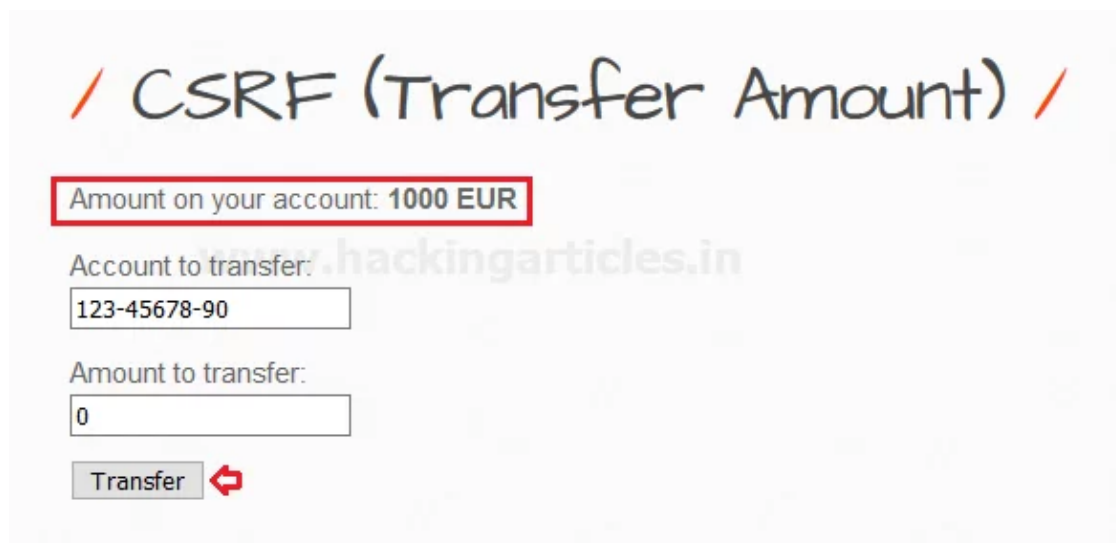 / CSRF (Transfer Amount) /
Amount on your account: 1000 EUR
www.hackingarticles.in
Account to transfer:
123-45678-90
Amount to transfer:
0
Transfer